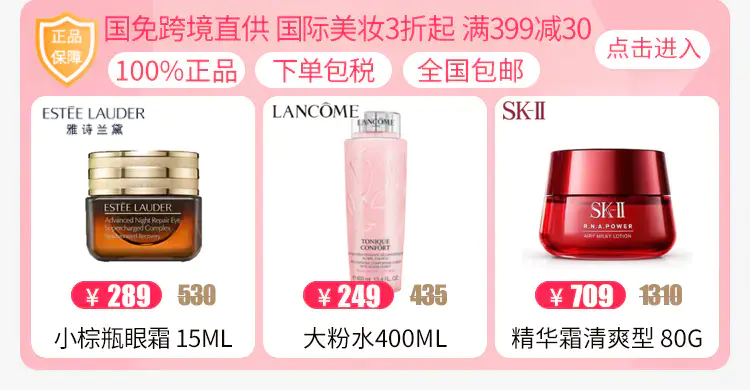 正品
保障
国免跨境直供 国际美妆3折起 满399减30
100%正品
下单包税
全国包邮
点击进入
ESTĒE LAUDER
雅诗兰黛
ESTĒE LAUDER
Advanced Night Repair Eye
Supercharged Complex
¥ 289 530
小棕瓶眼霜 15ML
LANCÔME
LANCÔME
TONIQUE
CONFORT
¥ 249 435
大粉水400ML
SK-II
SK-II
R.N.A.POWER
AIRY MILKY LOTION
¥ 709 1310
精华霜清爽型 80G